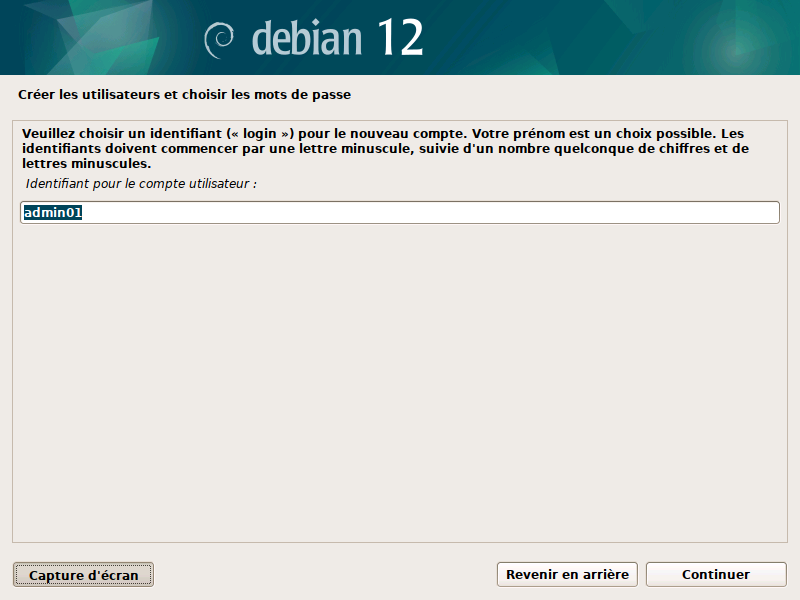 debian 12
Créer les utilisateurs et choisir les mots de passe
Veuillez choisir un identifiant (« login ») pour le nouveau compte. Votre prénom est un choix possible. Les
identifiants doivent commencer par une lettre minuscule, suivie d'un nombre quelconque de chiffres et de
lettres minuscules.
Identifiant pour le compte utilisateur :
admin01
Capture d'écran
Revenir en arrière
Continuer